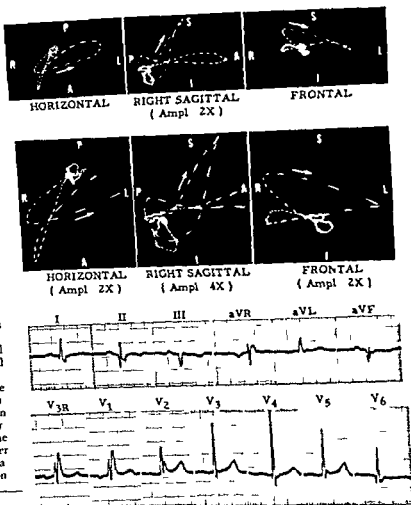 P S S
R L P A R L
A I I
HORIZONTAL RIGHT SAGITTAL FRONTAL
( Ampl 2X )
P S S
R L P A R L
A I I
HORIZONTAL RIGHT SAGITTAL FRONTAL
( Ampl 2X ) ( Ampl 4X ) ( Ampl 2X )
I II III aVR aVL aVF
V3R V1 V2 V3 V4 V5 V6